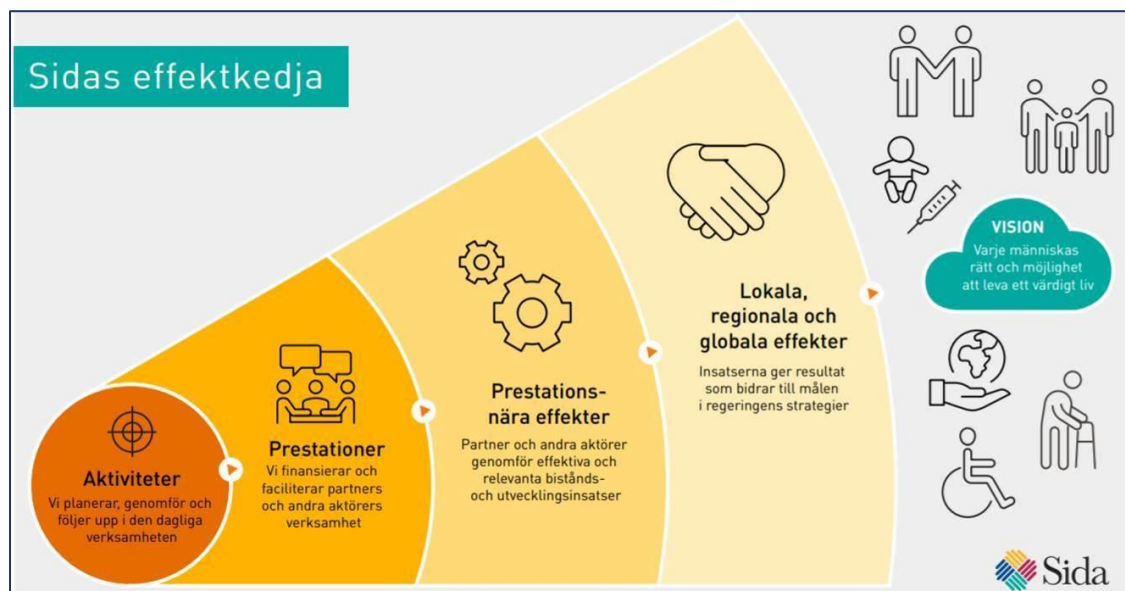 Sidas effektkedja
Aktiviteter
Vi planerar, genomför och
följer upp i den dagliga
verksamheten
Prestationer
Vi finansierar och
faciliterar partners
och andra aktörers
verksamhet
Prestations-
nära effekter
Partner och andra aktörer
genomför effektiva och
relevanta bistånds-
och utvecklingsinsatser
Lokala,
regionala och
globala effekter
Insatserna ger resultat
som bidrar till målen
i regeringens strategier
VISION
Varje människas
rätt och möjlighet
att leva ett värdigt liv
Sida